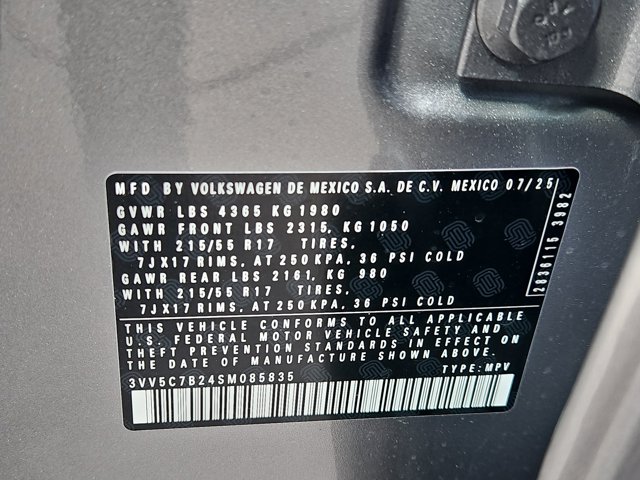 MFD BY VOLKSWAGEN DE MEXICO S.A. DE C.V. MEXICO 07/25
GVWR LBS 4365 KG 1980
GAWR FRONT LBS 2315, KG 1050
WITH 215/55 R17 TIRES,
7JX17 RIMS, AT 250 KPA, 36 PSI COLD
GAWR REAR LBS 2161, KG 980
WITH 215/55 R17 TIRES,
7JX17 RIMS, AT 250 KPA, 36 PSI COLD
THIS VEHICLE CONFORMS TO ALL APPLICABLE
U.S. FEDERAL MOTOR VEHICLE SAFETY AND
THEFT PREVENTION STANDARDS IN EFFECT ON
THE DATE OF MANUFACTURE SHOWN ABOVE.
3VV5C7B24SM085835 TYPE: MPV
2836115 3982